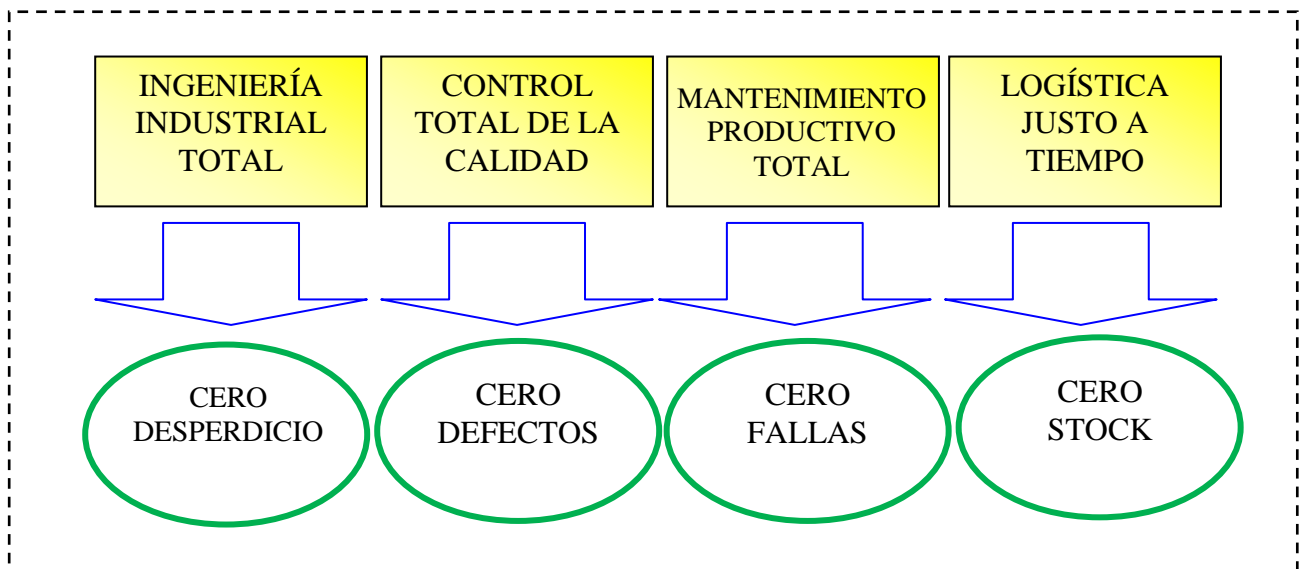 INGENIERÍA
INDUSTRIAL
TOTAL
CONTROL
TOTAL DE LA
CALIDAD
MANTENIMIENTO
PRODUCTIVO
TOTAL
LOGÍSTICA
JUSTO A
TIEMPO
CERO
DESPERDICIO
CERO
DEFECTOS
CERO
FALLAS
CERO
STOCK